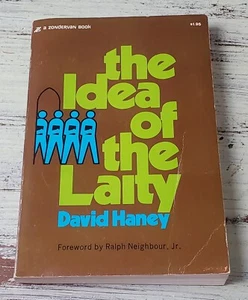 a zondervan book
$1.95
the
Idea
of
the
Laity
David Haney
Foreword by Ralph Neighbour, Jr.